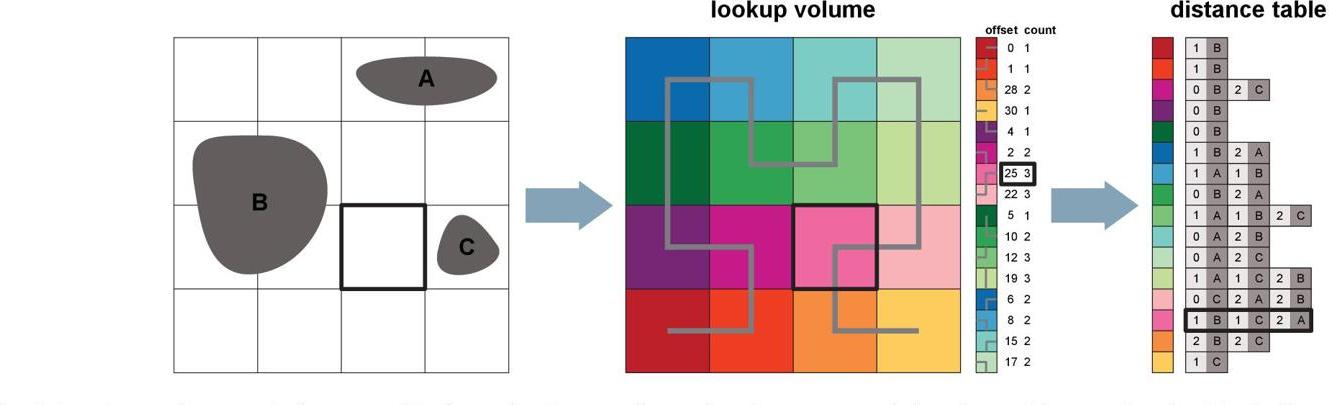 lookup volume
distance table
offset count
A
B
C
0 1
1 1
28 2
30 1
4 1
2 2
25 3
22 3
5 1
10 2
12 3
19 3
6 2
8 2
15 2
17 2
1 B
1 B
0 B 2 C
0 B
0 B
1 B 2 A
1 A 1 B
0 B 2 A
1 A 1 B 2 C
0 A 2 B
0 A 2 C
1 A 1 C 2 B
0 C 2 A 2 B
1 B 1 C 2 A
2 B 2 C
1 C